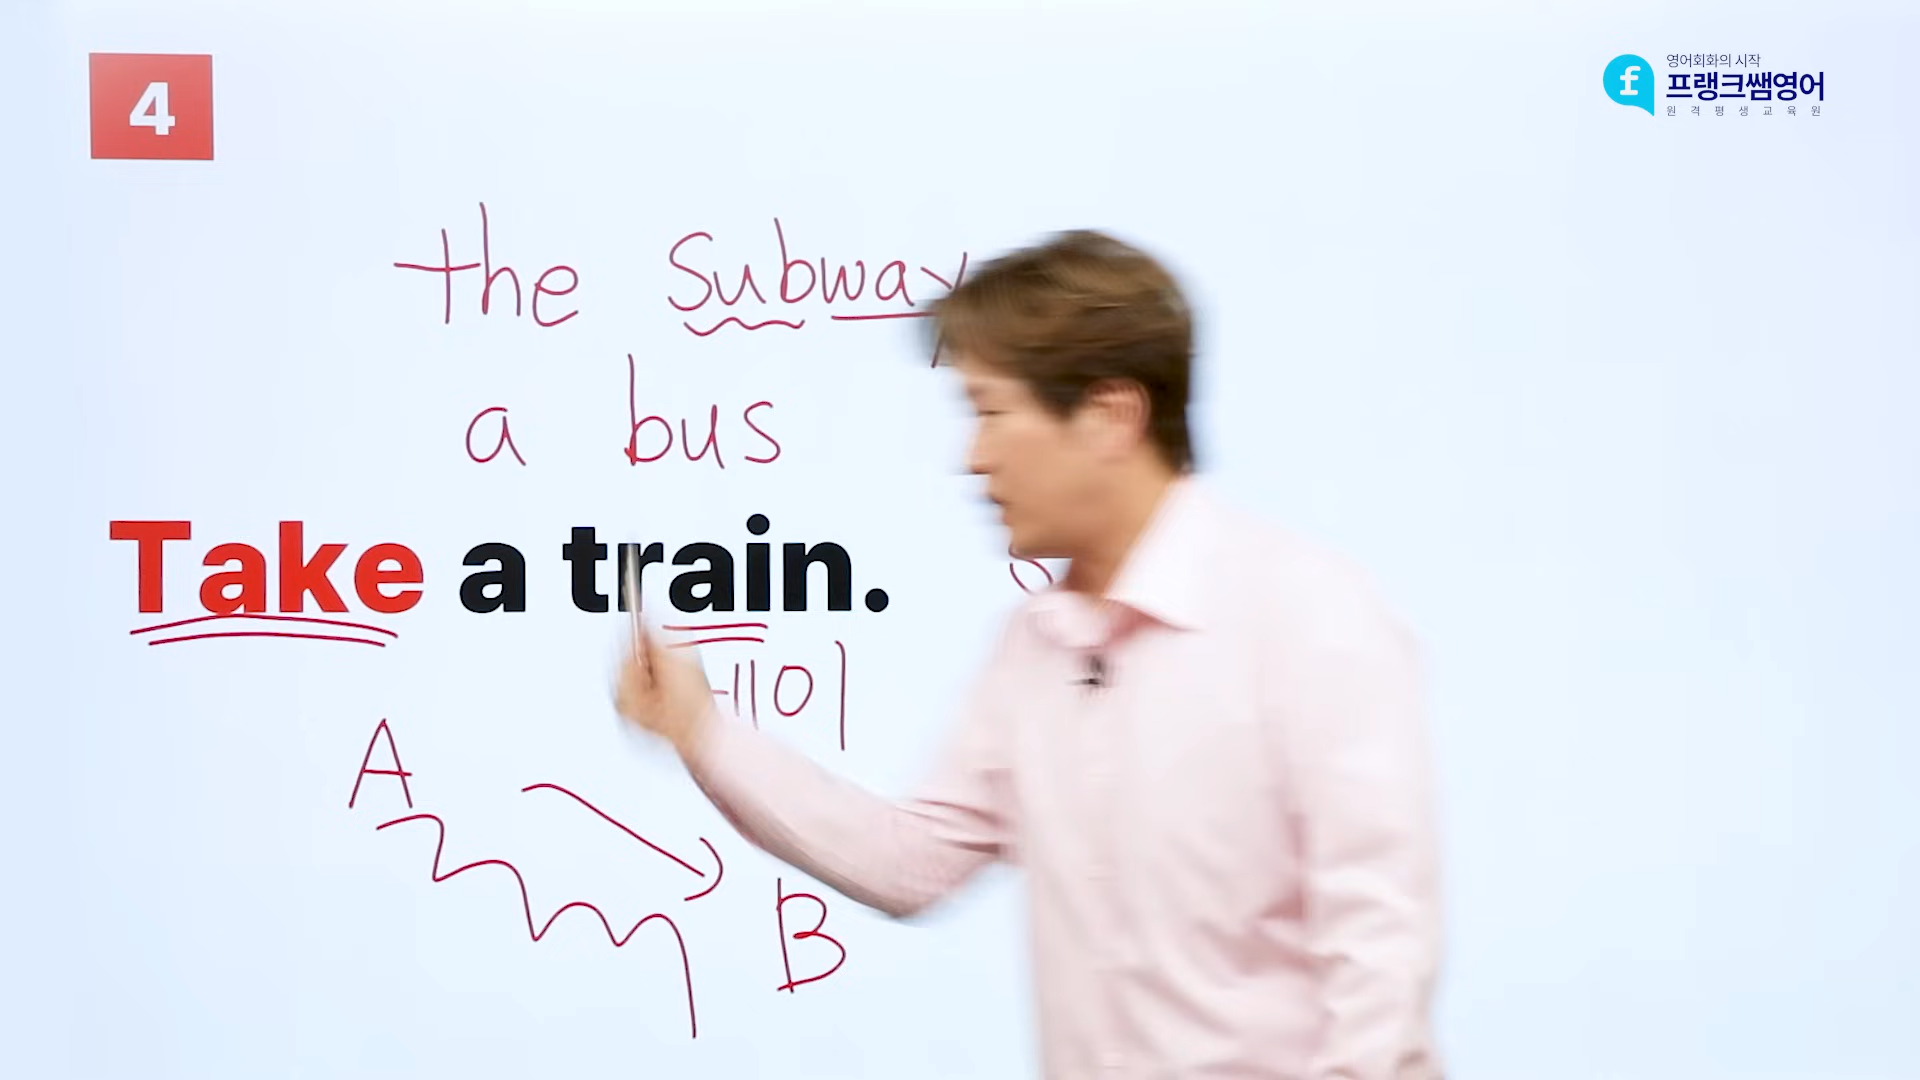 4
영어회화의 시작
프랭크쌤영어
원격평생교육원
the subway
a bus
Take a train.
A
B